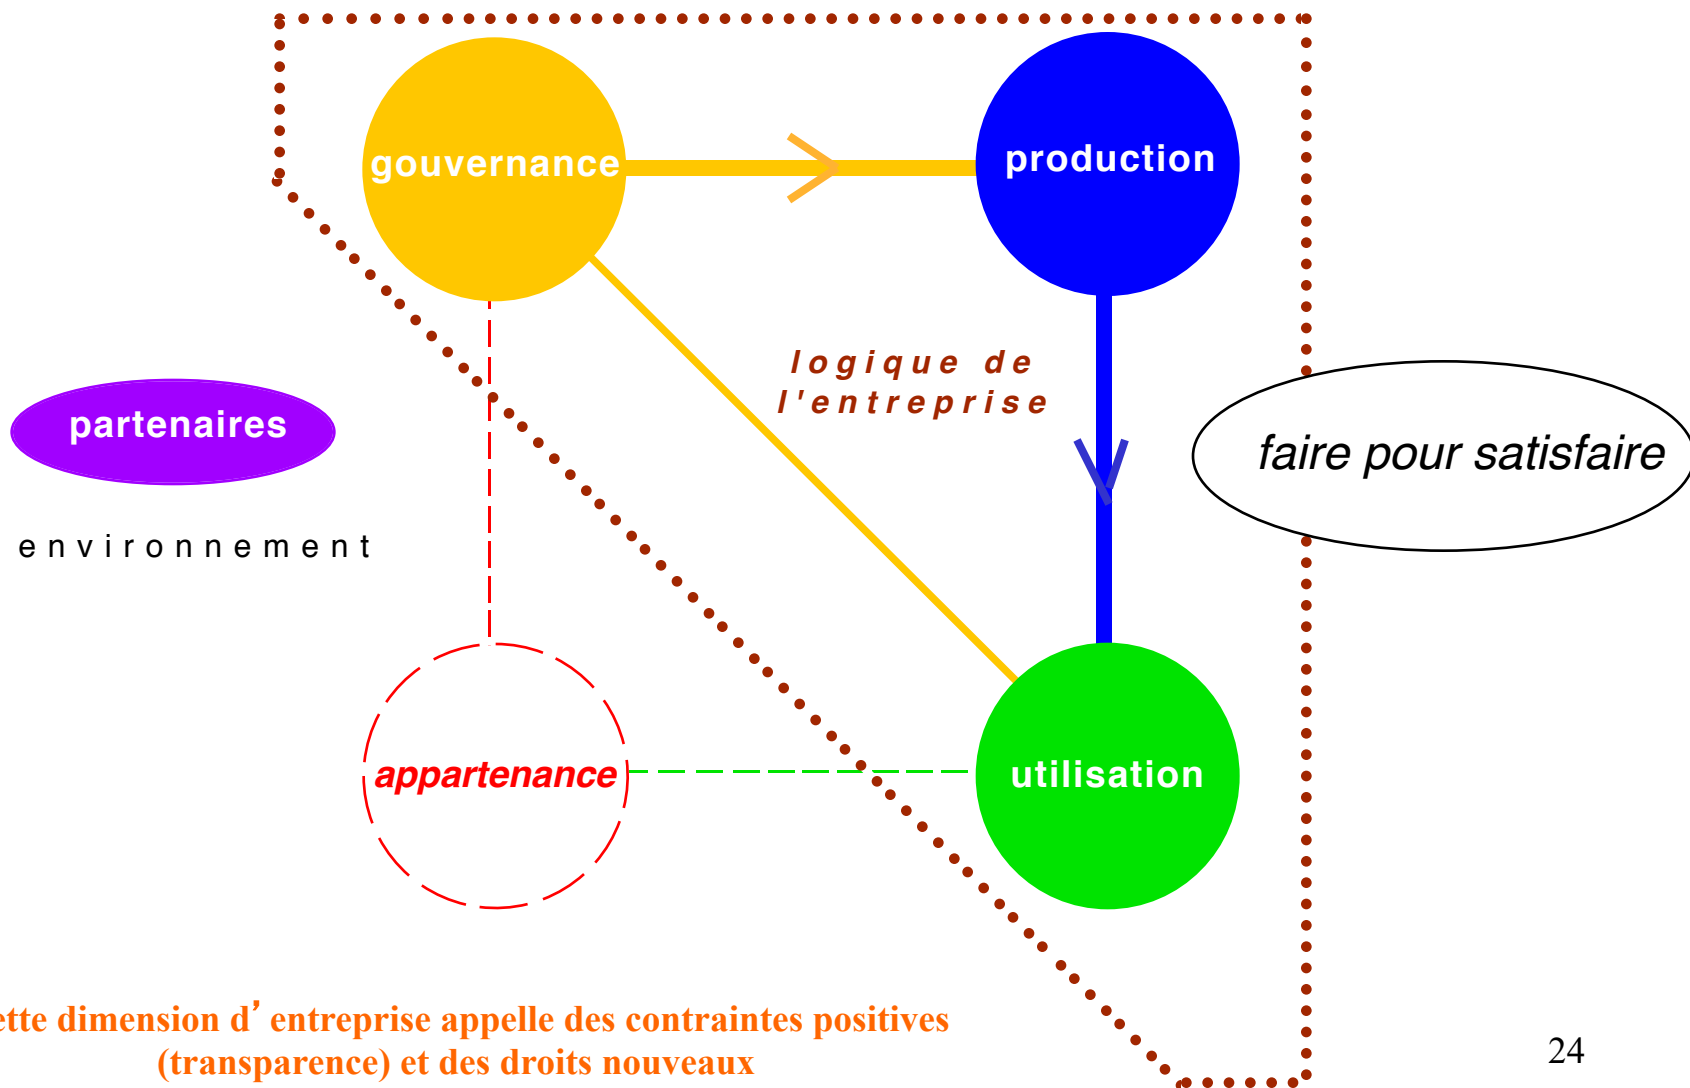 gouvernance
production
logique de
l'entreprise
partenaires
faire pour satisfaire
environnement
appartenance
utilisation
ette dimension d’ entreprise appelle des contraintes positives
(transparence) et des droits nouveaux
24